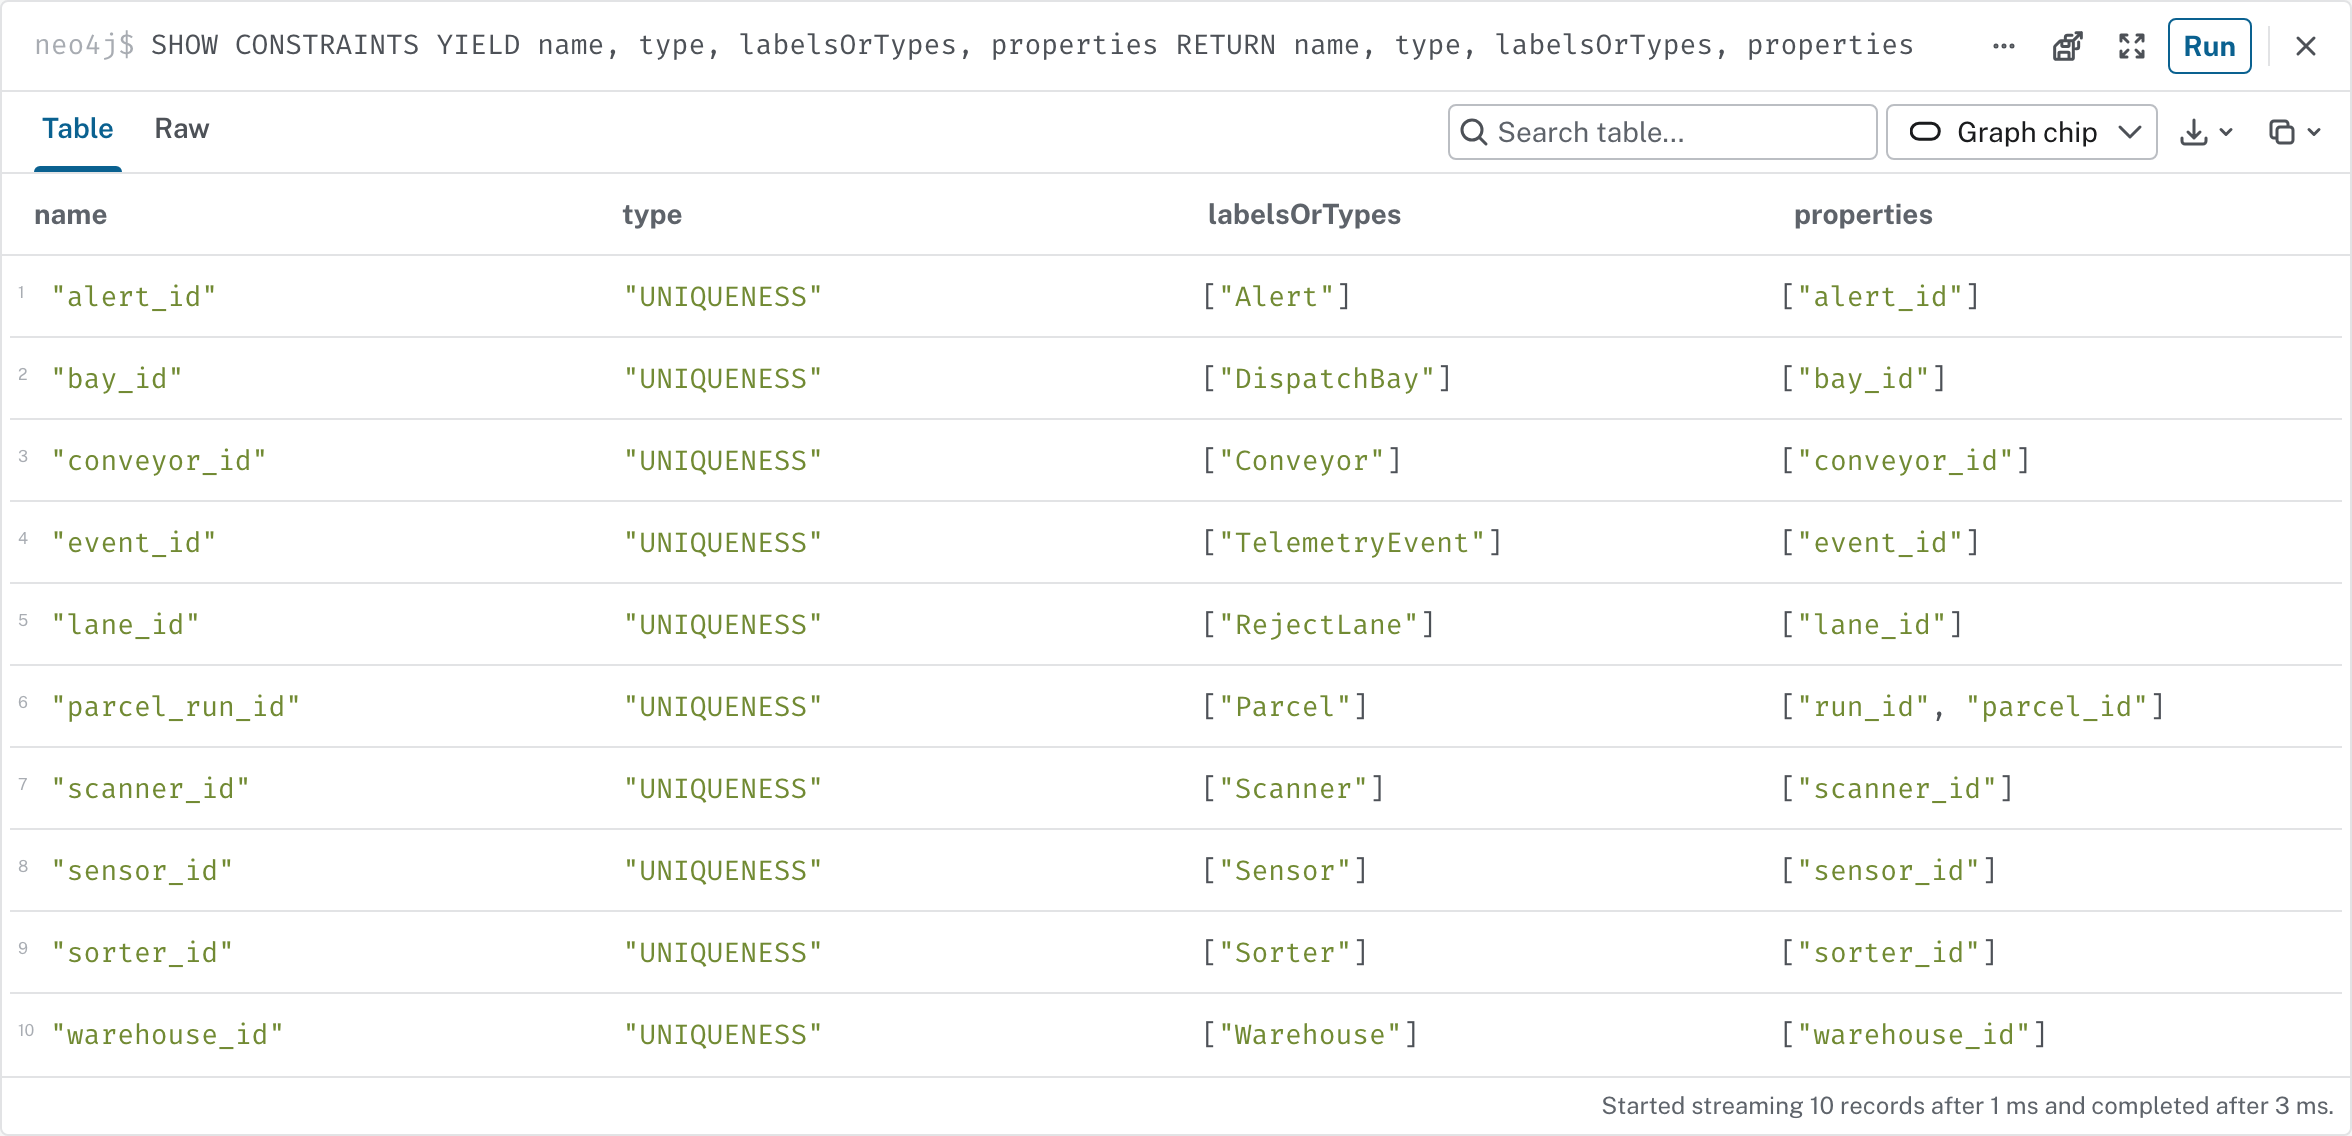 neo4j$ SHOW CONSTRAINTS YIELD name, type, labelsOrTypes, properties RETURN name, type, labelsOrTypes, properties ··· Run
Table Raw Search table... Graph chip
name type labelsOrTypes properties
1 "alert_id" "UNIQUENESS" ["Alert"] ["alert_id"]
2 "bay_id" "UNIQUENESS" ["DispatchBay"] ["bay_id"]
3 "conveyor_id" "UNIQUENESS" ["Conveyor"] ["conveyor_id"]
4 "event_id" "UNIQUENESS" ["TelemetryEvent"] ["event_id"]
5 "lane_id" "UNIQUENESS" ["RejectLane"] ["lane_id"]
6 "parcel_run_id" "UNIQUENESS" ["Parcel"] ["run_id", "parcel_id"]
7 "scanner_id" "UNIQUENESS" ["Scanner"] ["scanner_id"]
8 "sensor_id" "UNIQUENESS" ["Sensor"] ["sensor_id"]
9 "sorter_id" "UNIQUENESS" ["Sorter"] ["sorter_id"]
10 "warehouse_id" "UNIQUENESS" ["Warehouse"] ["warehouse_id"]
Started streaming 10 records after 1 ms and completed after 3 ms.